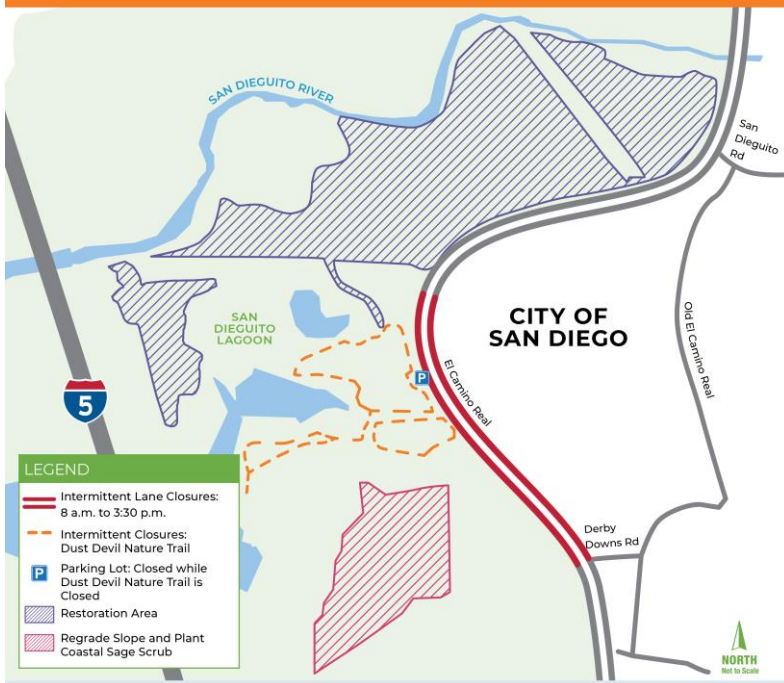 SAN DIEGUITO RIVER
San
Dieguito
Rd
SAN
DIEGUITO
LAGOON
CITY OF
SAN DIEGO
Old El Camino Real
El Camino Real
P
5
Derby
Downs Rd
LEGEND
Intermittent Lane Closures:
8 a.m. to 3:30 p.m.
Intermittent Closures:
Dust Devil Nature Trail
P
Parking Lot: Closed while
Dust Devil Nature Trail is
Closed
Restoration Area
Regrade Slope and Plant
Coastal Sage Scrub
NORTH
Not to Scale